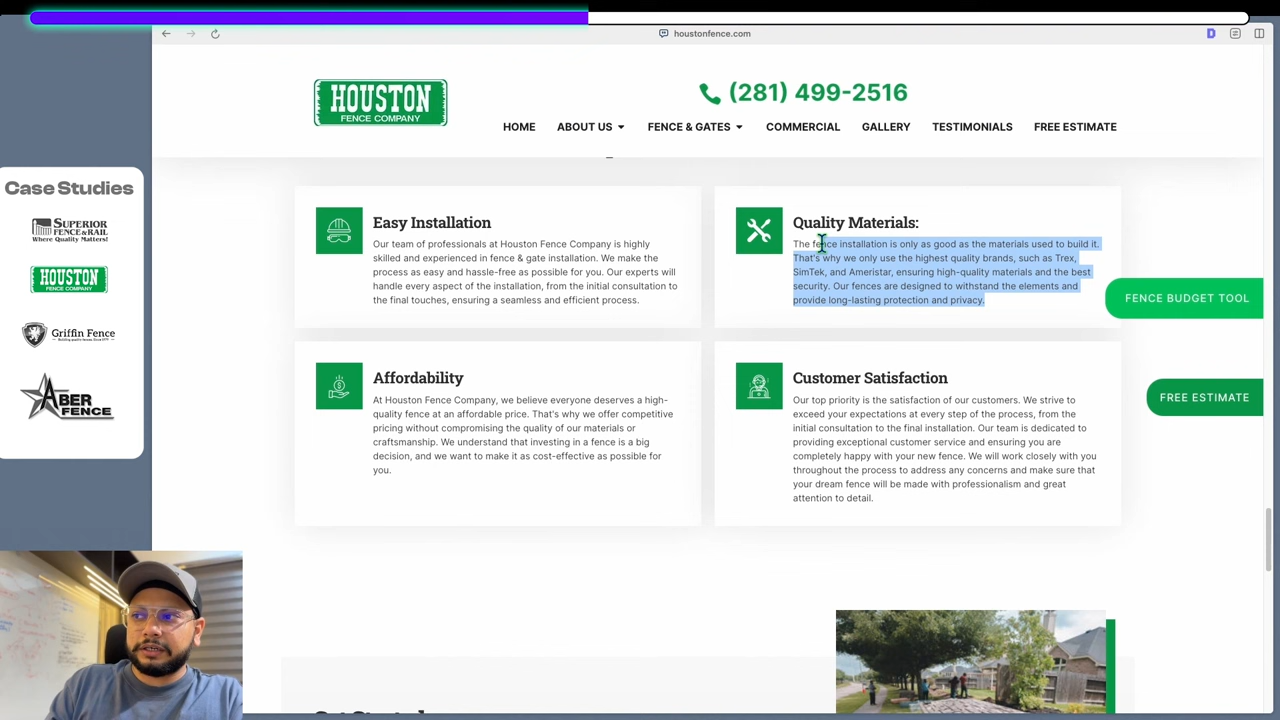 houstonfence.com
HOUSTON
FENCE COMPANY
(281) 499-2516
HOME
ABOUT US
FENCE & GATES
COMMERCIAL
GALLERY
TESTIMONIALS
FREE ESTIMATE
Case Studies
SUPERIOR
FENCE & RAIL
Where Quality Matters!
HOUSTON
FENCE COMPANY
Griffin Fence
ABER
FENCE
Easy Installation
Our team of professionals at Houston Fence Company is highly
skilled and experienced in fence & gate installation. We make the
process as easy and hassle-free as possible for you. Our experts will
handle every aspect of the installation, from the initial consultation to
the final touches, ensuring a seamless and efficient process.
Quality Materials:
The fence installation is only as good as the materials used to build it.
That's why we only use the highest quality brands, such as Trex,
SimTek, and Ameristar, ensuring high-quality materials and the best
security. Our fences are designed to withstand the elements and
provide long-lasting protection and privacy.
FENCE BUDGET TOOL
Affordability
At Houston Fence Company, we believe everyone deserves a high-
quality fence at an affordable price. That's why we offer competitive
pricing without compromising the quality of our materials or
craftsmanship. We understand that investing in a fence is a big
decision, and we want to make it as cost-effective as possible for
you.
Customer Satisfaction
Our top priority is the satisfaction of our customers. We strive to
exceed your expectations at every step of the process, from the
initial consultation to the final installation. Our team is dedicated to
providing exceptional customer service and ensuring you are
completely happy with your new fence. We will work closely with you
throughout the process to address any concerns and make sure that
your dream fence will be made with professionalism and great
attention to detail.
FREE ESTIMATE